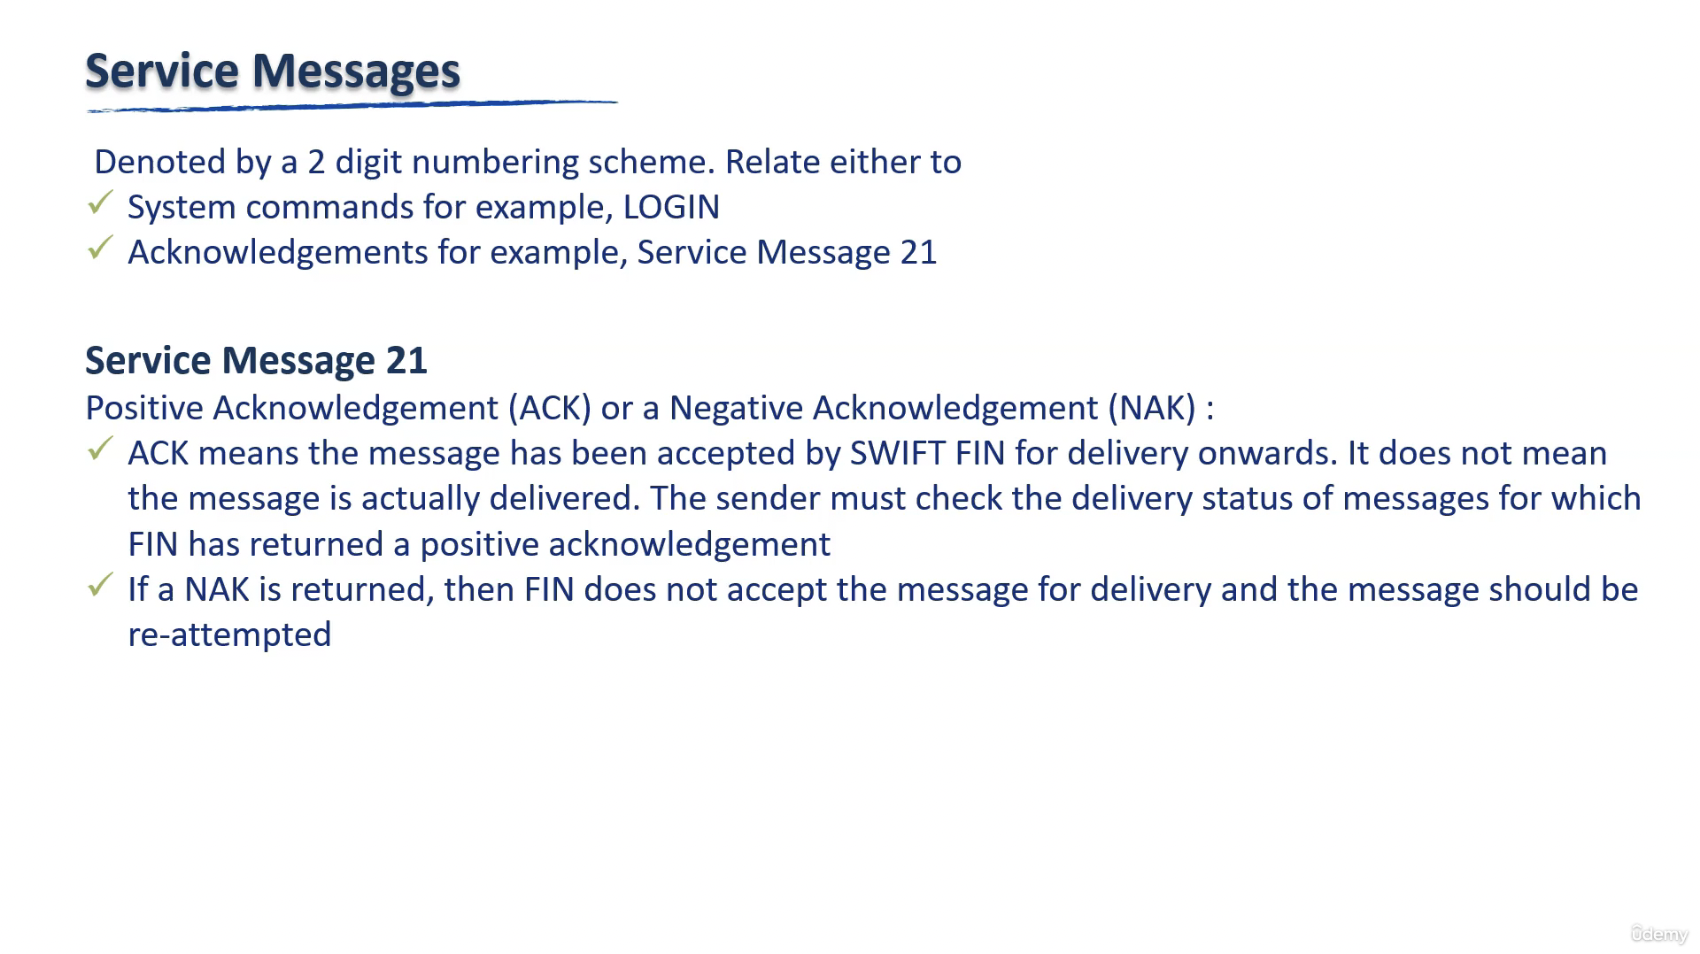 Service Messages
Denoted by a 2 digit numbering scheme. Relate either to
✓ System commands for example, LOGIN
✓ Acknowledgements for example, Service Message 21
Service Message 21
Positive Acknowledgement (ACK) or a Negative Acknowledgement (NAK) :
✓ ACK means the message has been accepted by SWIFT FIN for delivery onwards. It does not mean
the message is actually delivered. The sender must check the delivery status of messages for which
FIN has returned a positive acknowledgement
✓ If a NAK is returned, then FIN does not accept the message for delivery and the message should be
re-attempted
ûdemy